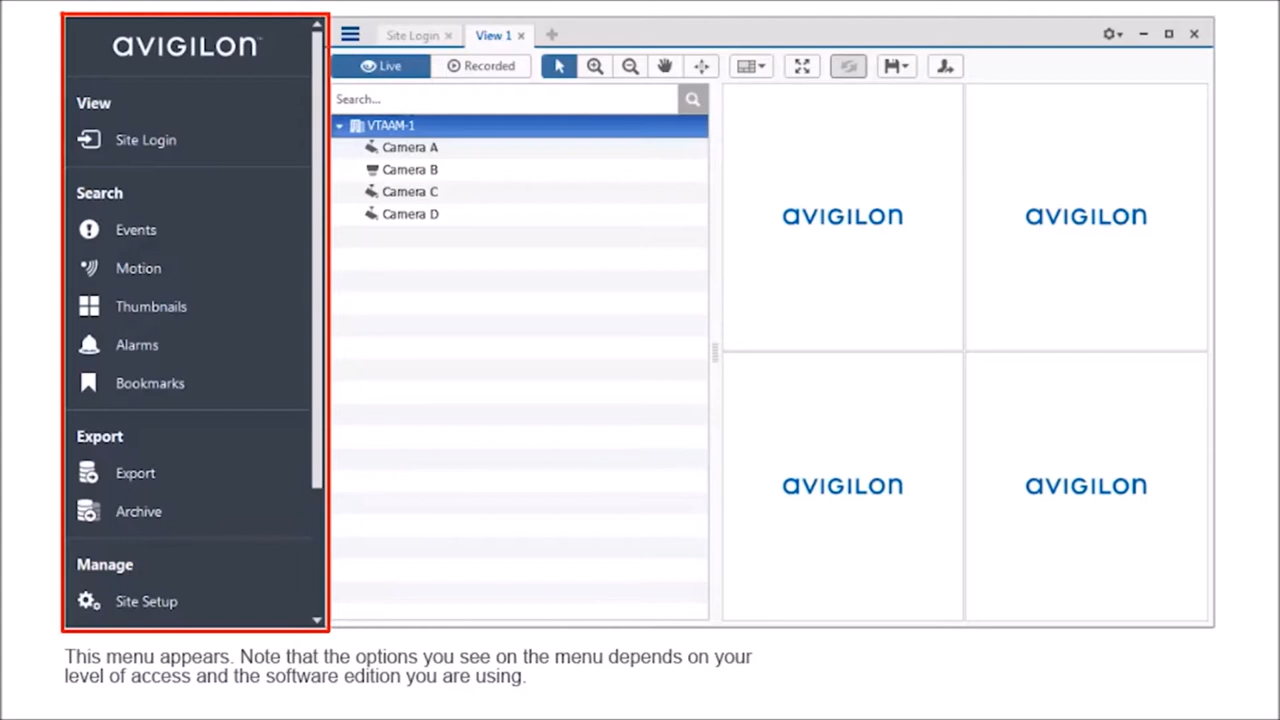 AVIGILON™
View
Site Login
Search
Events
Motion
Thumbnails
Alarms
Bookmarks
Export
Export
Archive
Manage
Site Setup
Site Login
View 1
Live
Recorded
Search...
VTAAM-1
Camera A
Camera B
Camera C
Camera D
AVIGILON
AVIGILON
AVIGILON
AVIGILON
This menu appears. Note that the options you see on the menu depends on your
level of access and the software edition you are using.